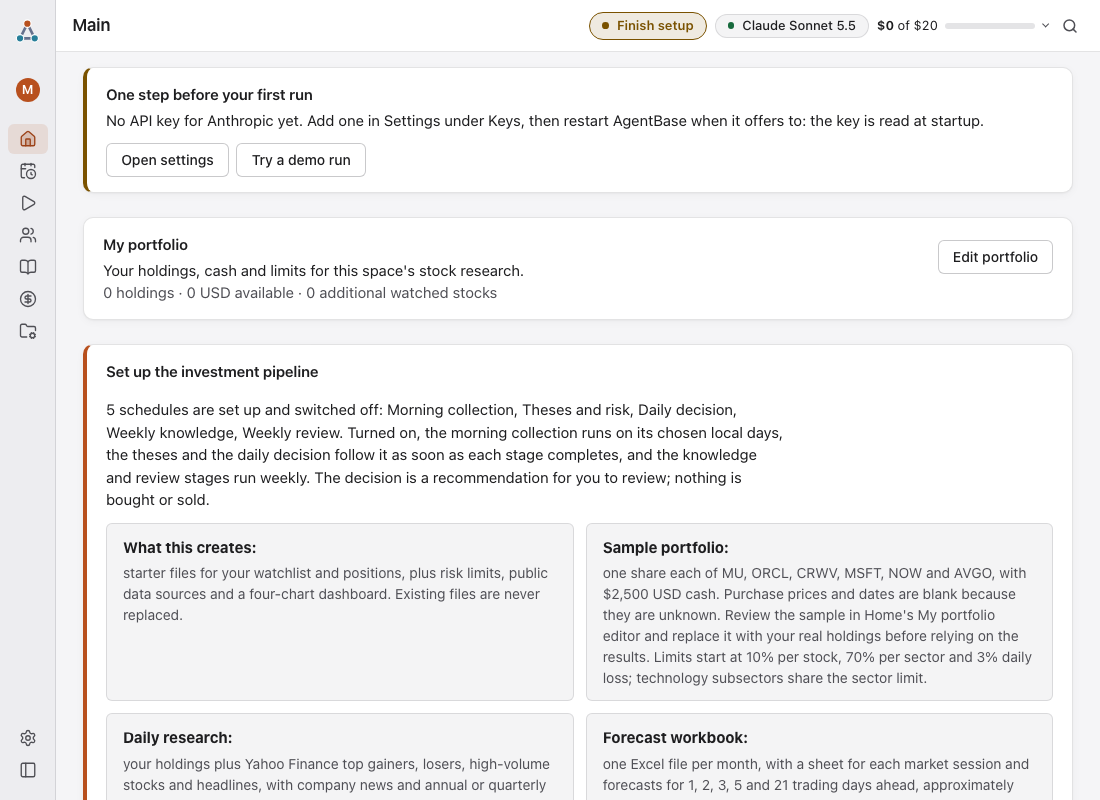 Main
Finish setup
Claude Sonnet 5.5
$0 of $20
M
One step before your first run
No API key for Anthropic yet. Add one in Settings under Keys, then restart AgentBase when it offers to: the key is read at startup.
Open settings
Try a demo run
My portfolio
Your holdings, cash and limits for this space's stock research.
0 holdings · 0 USD available · 0 additional watched stocks
Edit portfolio
Set up the investment pipeline
5 schedules are set up and switched off: Morning collection, Theses and risk, Daily decision,
Weekly knowledge, Weekly review. Turned on, the morning collection runs on its chosen local days,
the theses and the daily decision follow it as soon as each stage completes, and the knowledge
and review stages run weekly. The decision is a recommendation for you to review; nothing is
bought or sold.
What this creates:
starter files for your watchlist and positions, plus risk limits, public
data sources and a four-chart dashboard. Existing files are never
replaced.
Sample portfolio:
one share each of MU, ORCL, CRWV, MSFT, NOW and AVGO, with
$2,500 USD cash. Purchase prices and dates are blank because
they are unknown. Review the sample in Home's My portfolio
editor and replace it with your real holdings before relying on the
results. Limits start at 10% per stock, 70% per sector and 3% daily
loss; technology subsectors share the sector limit.
Daily research:
your holdings plus Yahoo Finance top gainers, losers, high-volume
stocks and headlines, with company news and annual or quarterly
Forecast workbook:
one Excel file per month, with a sheet for each market session and
forecasts for 1, 2, 3, 5 and 21 trading days ahead, approximately